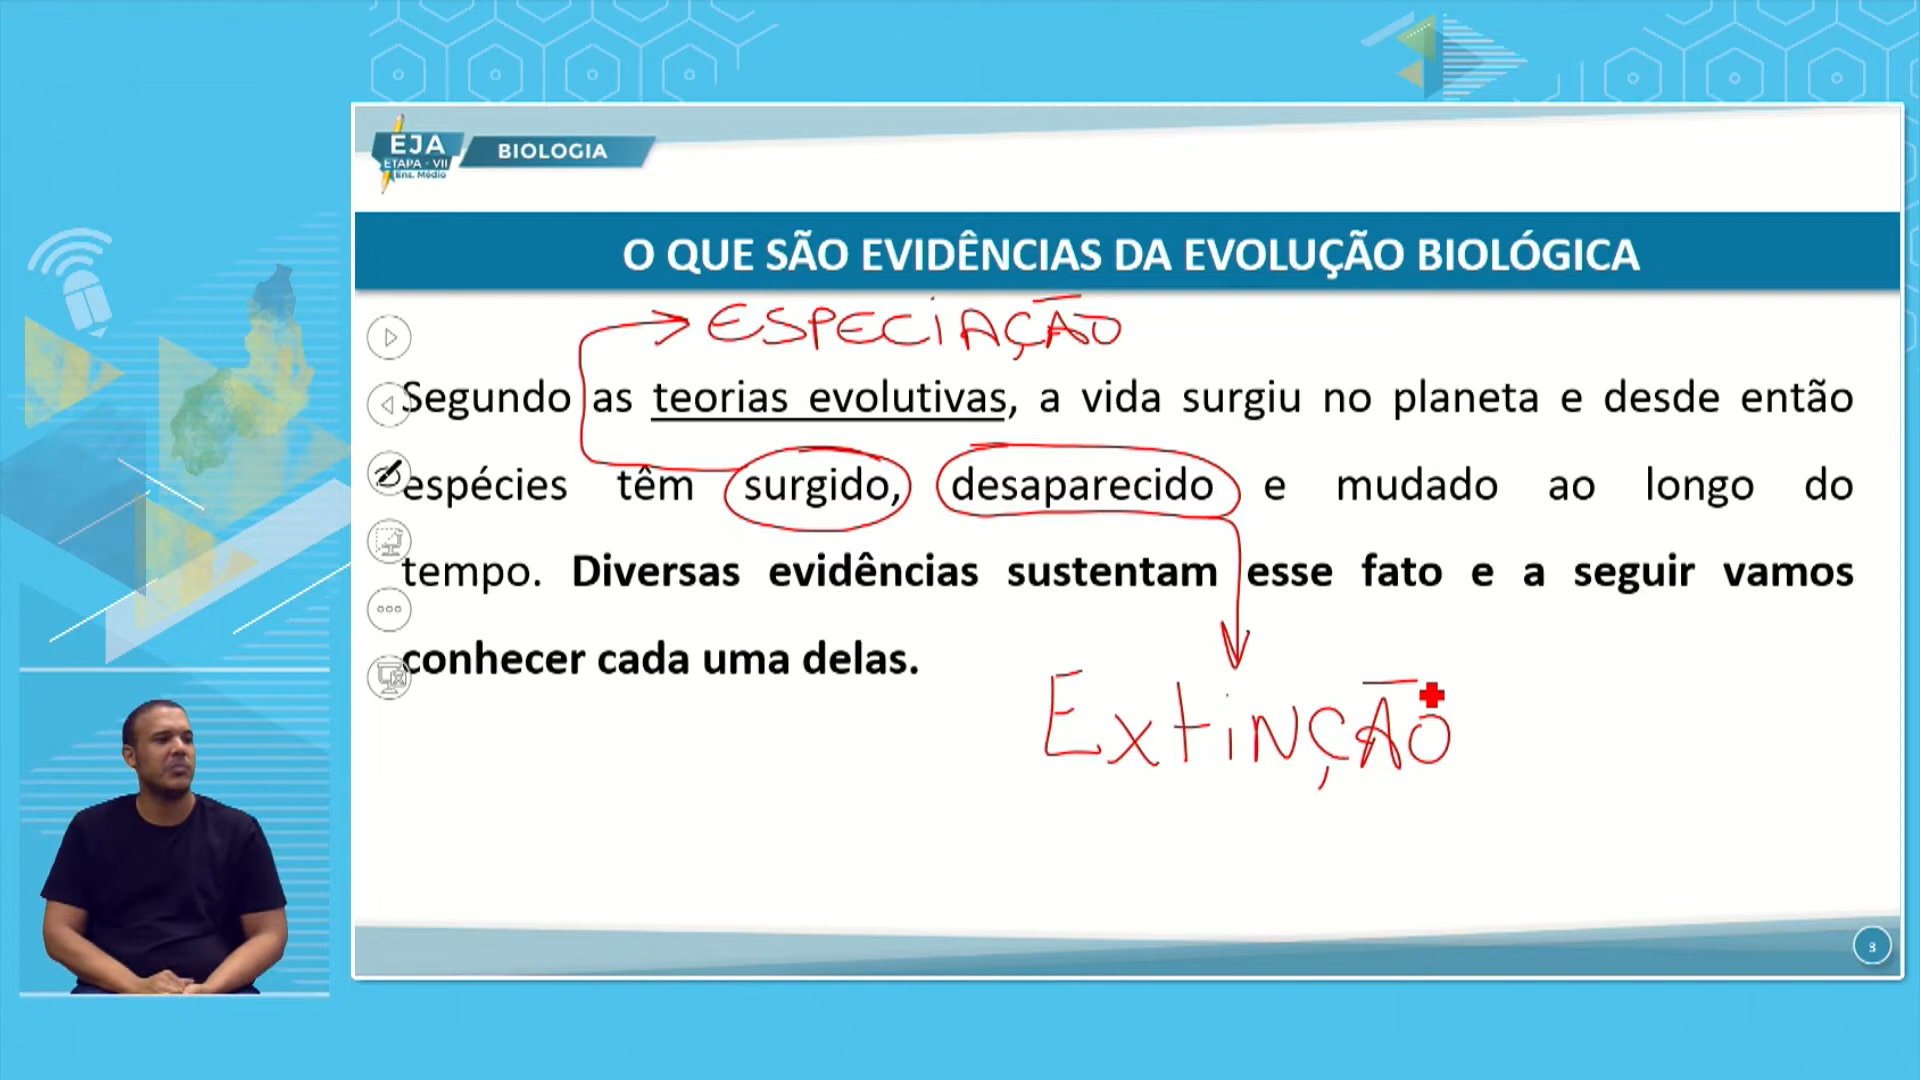 EJA
ETAPA - VII
Ens. Médio
BIOLOGIA
O QUE SÃO EVIDÊNCIAS DA EVOLUÇÃO BIOLÓGICA
ESPECIAÇÃO
Segundo as teorias evolutivas, a vida surgiu no planeta e desde então
espécies têm surgido, desaparecido e mudado ao longo do
tempo. Diversas evidências sustentam esse fato e a seguir vamos
conhecer cada uma delas.
ExtiNÇÃO
3